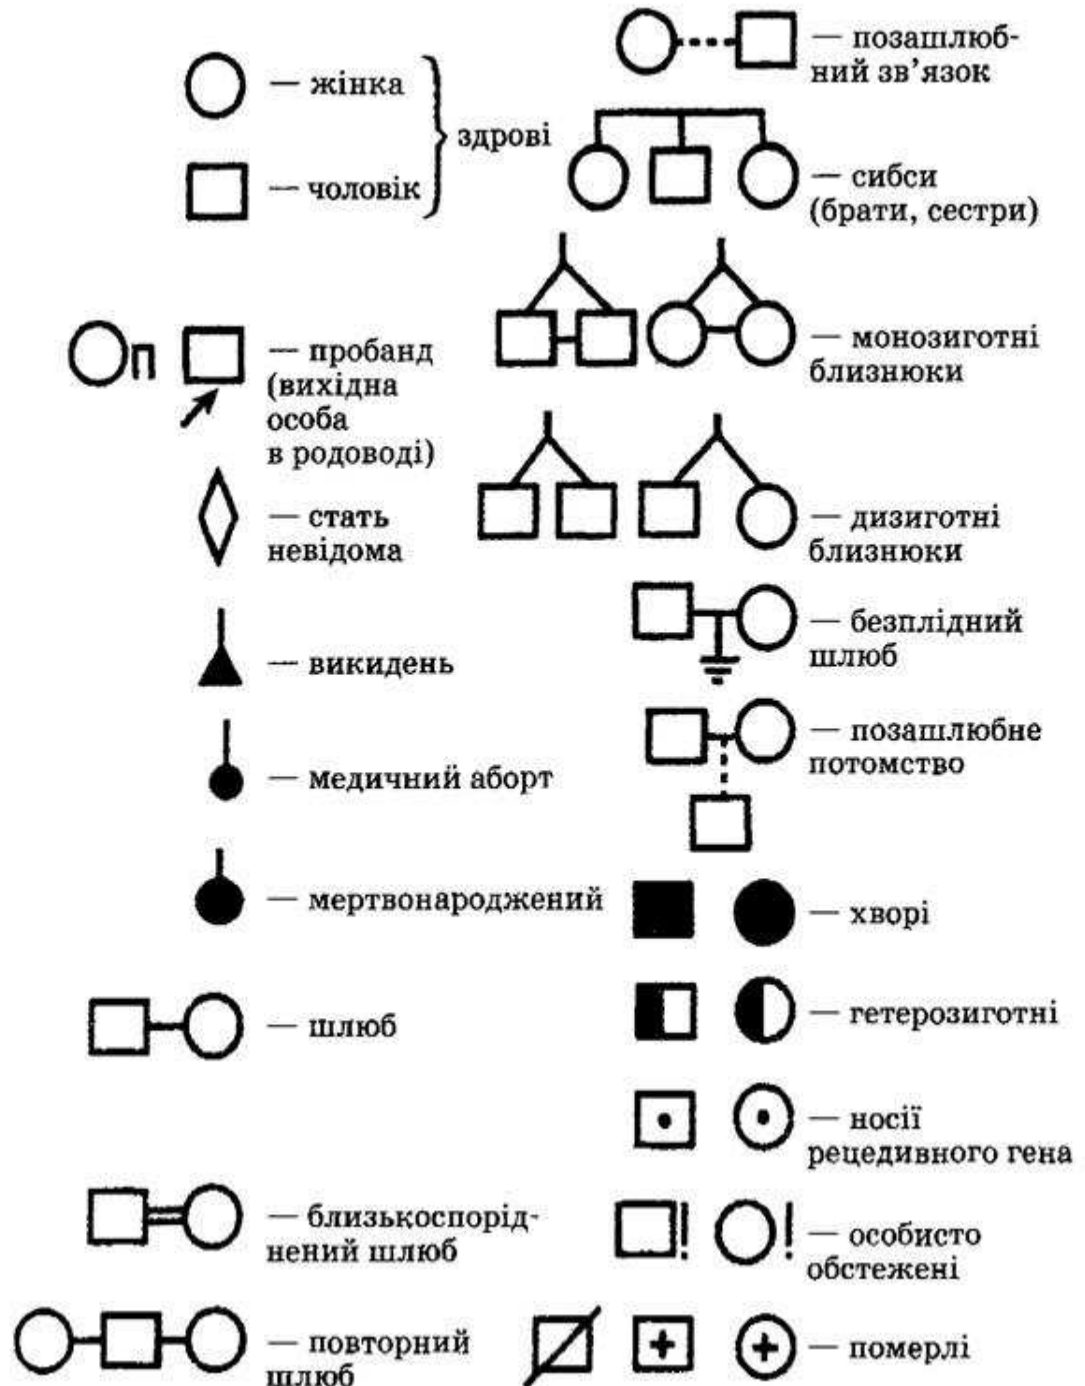 — жінка
— чоловік
здорові
п
— пробанд
(вихідна
особа
в родоводі)
— стать
невідома
— викидень
— медичний аборт
— мертвонароджений
— шлюб
— близькоспорід-
нений шлюб
— повторний
шлюб
— позашлюб-
ний зв’язок
— сибси
(брати, сестри)
— монозиготні
близнюки
— дизиготні
близнюки
— безплідний
шлюб
— позашлюбне
потомство
— хворі
— гетерозиготні
— носії
рецедивного гена
! !
— особисто
обстежені
— померлі